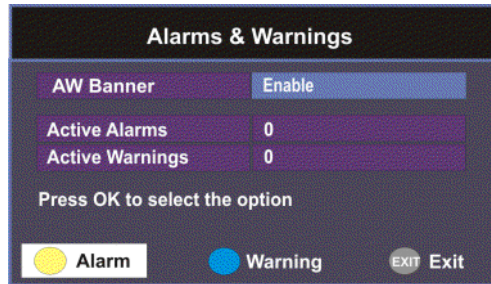 Alarms & Warnings
AW Banner Enable
Active Alarms 0
Active Warnings 0
Press OK to select the option
Alarm Warning EXIT Exit